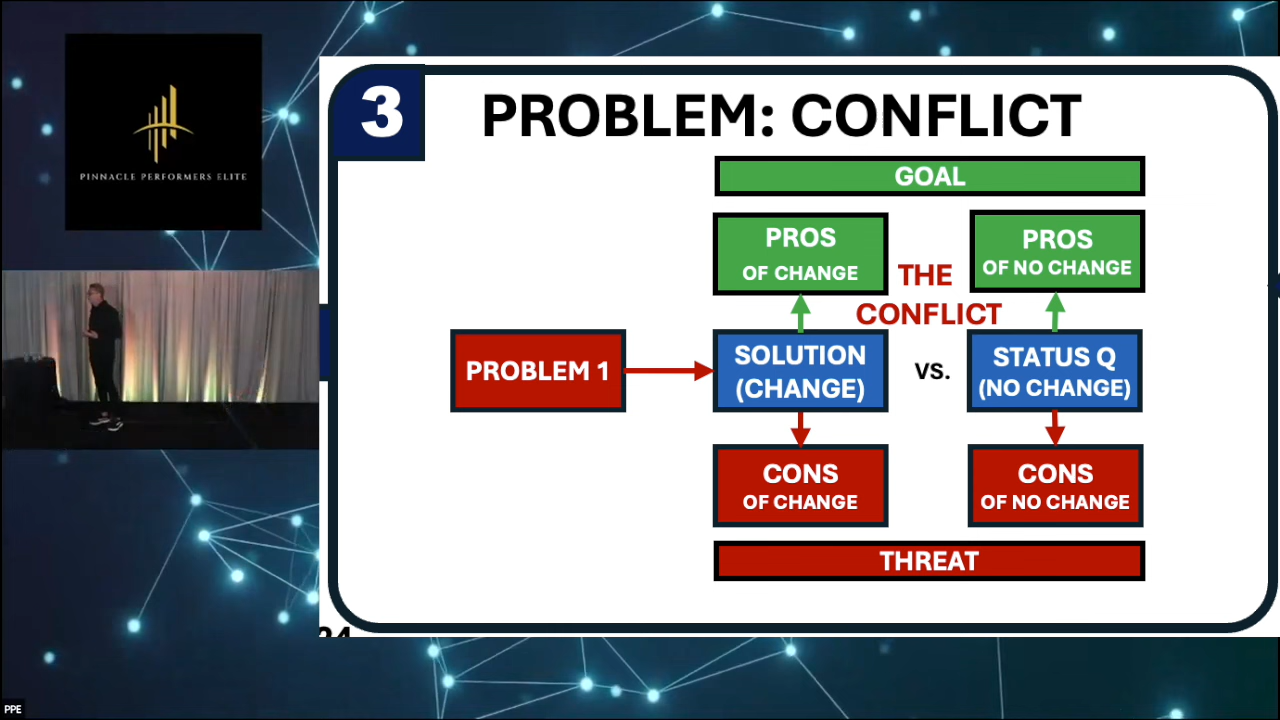 PINNACLE PERFORMERS ELITE
3
PROBLEM: CONFLICT
GOAL
PROS
OF CHANGE
PROS
OF NO CHANGE
THE
CONFLICT
PROBLEM 1
SOLUTION
(CHANGE)
VS.
STATUS Q
(NO CHANGE)
CONS
OF CHANGE
CONS
OF NO CHANGE
THREAT
PPE